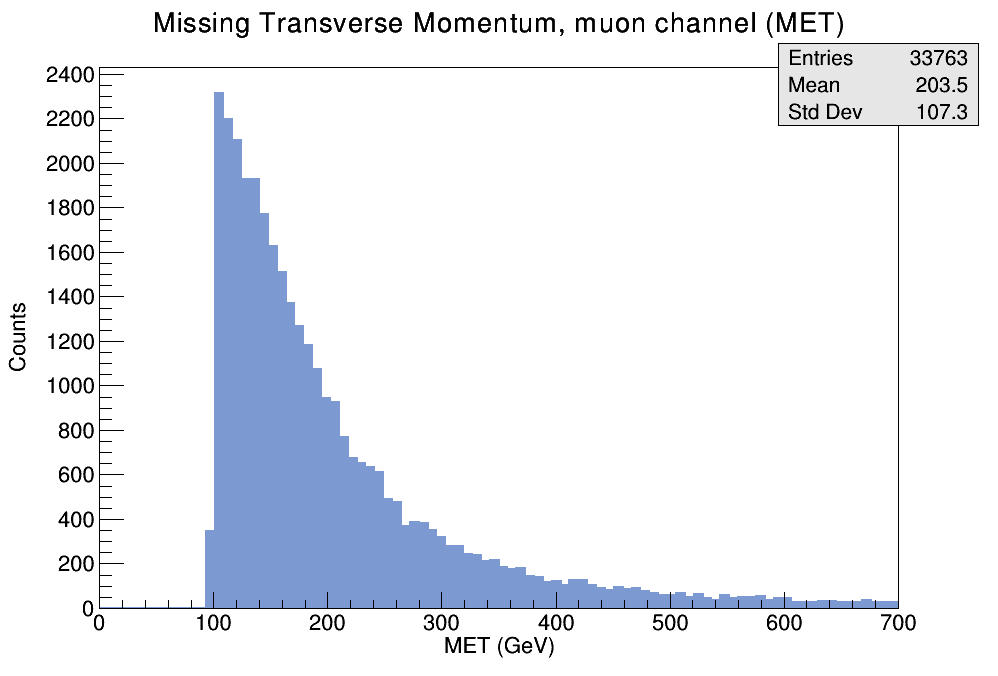 Missing Transverse Momentum, muon channel (MET)
Entries 33763
Mean 203.5
Std Dev 107.3
2400
2200
2000
1800
1600
1400
1200
1000
800
600
400
200
0
Counts
0 100 200 300 400 500 600 700
MET (GeV)